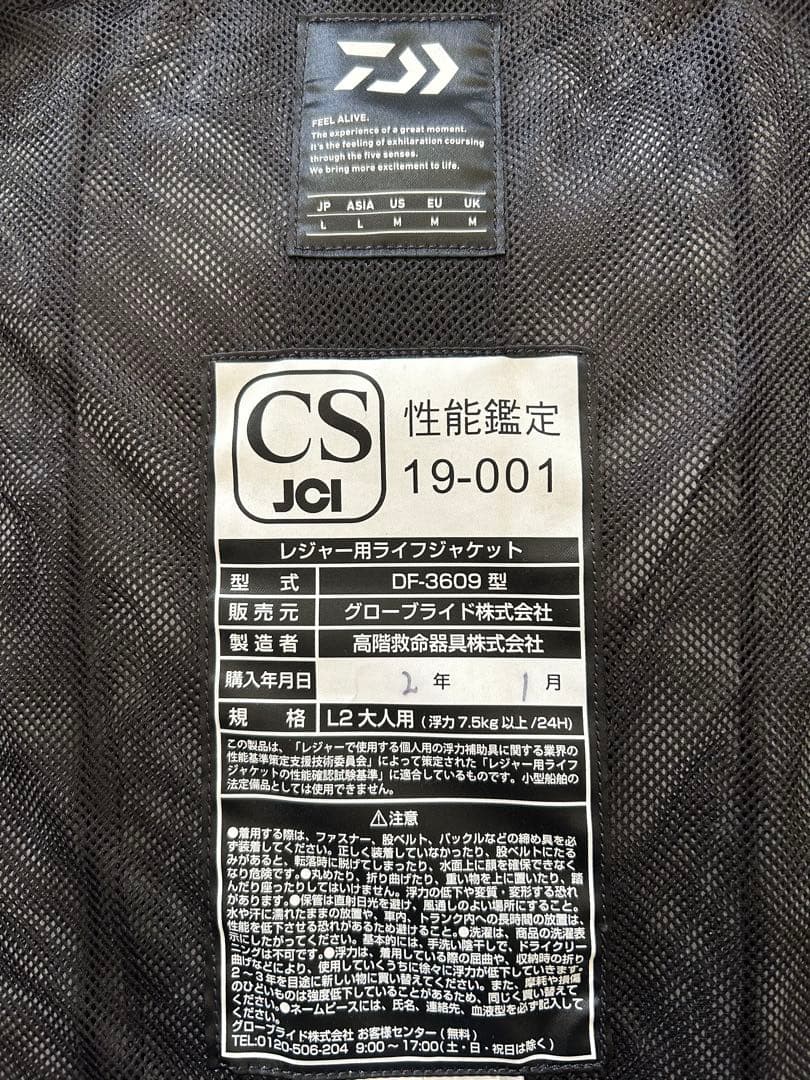 FEEL ALIVE.
The experience of a great moment.
It's the feeling of exhilaration coursing
through the five senses.
We bring more excitement to life.
JP ASIA US EU UK
L L M M M
CS
JCI
性能鑑定
19-001
レジャー用ライフジャケット
型 式 DF-3609 型
販売元 グローブライド株式会社
製造者 高階救命器具株式会社
購入年月日 2 年 1 月
規 格 L2 大人用 (浮力 7.5kg 以上 /24H)
この製品は、「レジャーで使用する個人用の浮力補助具に関する業界の
性能基準策定支援技術委員会」によって策定された「レジャー用ライフ
ジャケットの性能確認試験基準」に適合しているものです。小型船舶の
法定備品としては使用できません。
⚠注意
●着用する際は、ファスナー、股ベルト、バックルなどの締め具を必
ず装着してください。正しく装着していなかったり、股ベルトにたる
みがあると、転落時に脱げてしまったり、水面上に顔を確保できなく
なり危険です。●丸めたり、折り曲げたり、重い物を上に置いたり、踏
んだり座ったりしてはいけません。浮力の低下や変質・変形する恐れ
があります。●保管は直射日光を避け、風通しのよい場所にすること。
水や汗に濡れたままの放置や、車内、トランク内への長時間の放置は、
性能を低下させる恐れがあるため避けること。●洗濯は、商品の洗濯表
示にしたがってください。基本的には、手洗い陰干しで、ドライクリー
ニングは不可です。●浮力は、着用している際の屈曲や、収納時の折り
曲げなどにより、使用していくうちに徐々に浮力が低下していきます。
2～3年を目途に新しい物に買い替えてください。また、摩耗や損傷
のひどいものは強度低下していることがあるため、同じく買い替えて
ください。●ネームピースには、氏名、連絡先、血液型を必ず記入して
ください。
グローブライド株式会社 お客様センター (無料)
TEL:0120-506-204 9:00～17:00(土・日・祝日は除く)